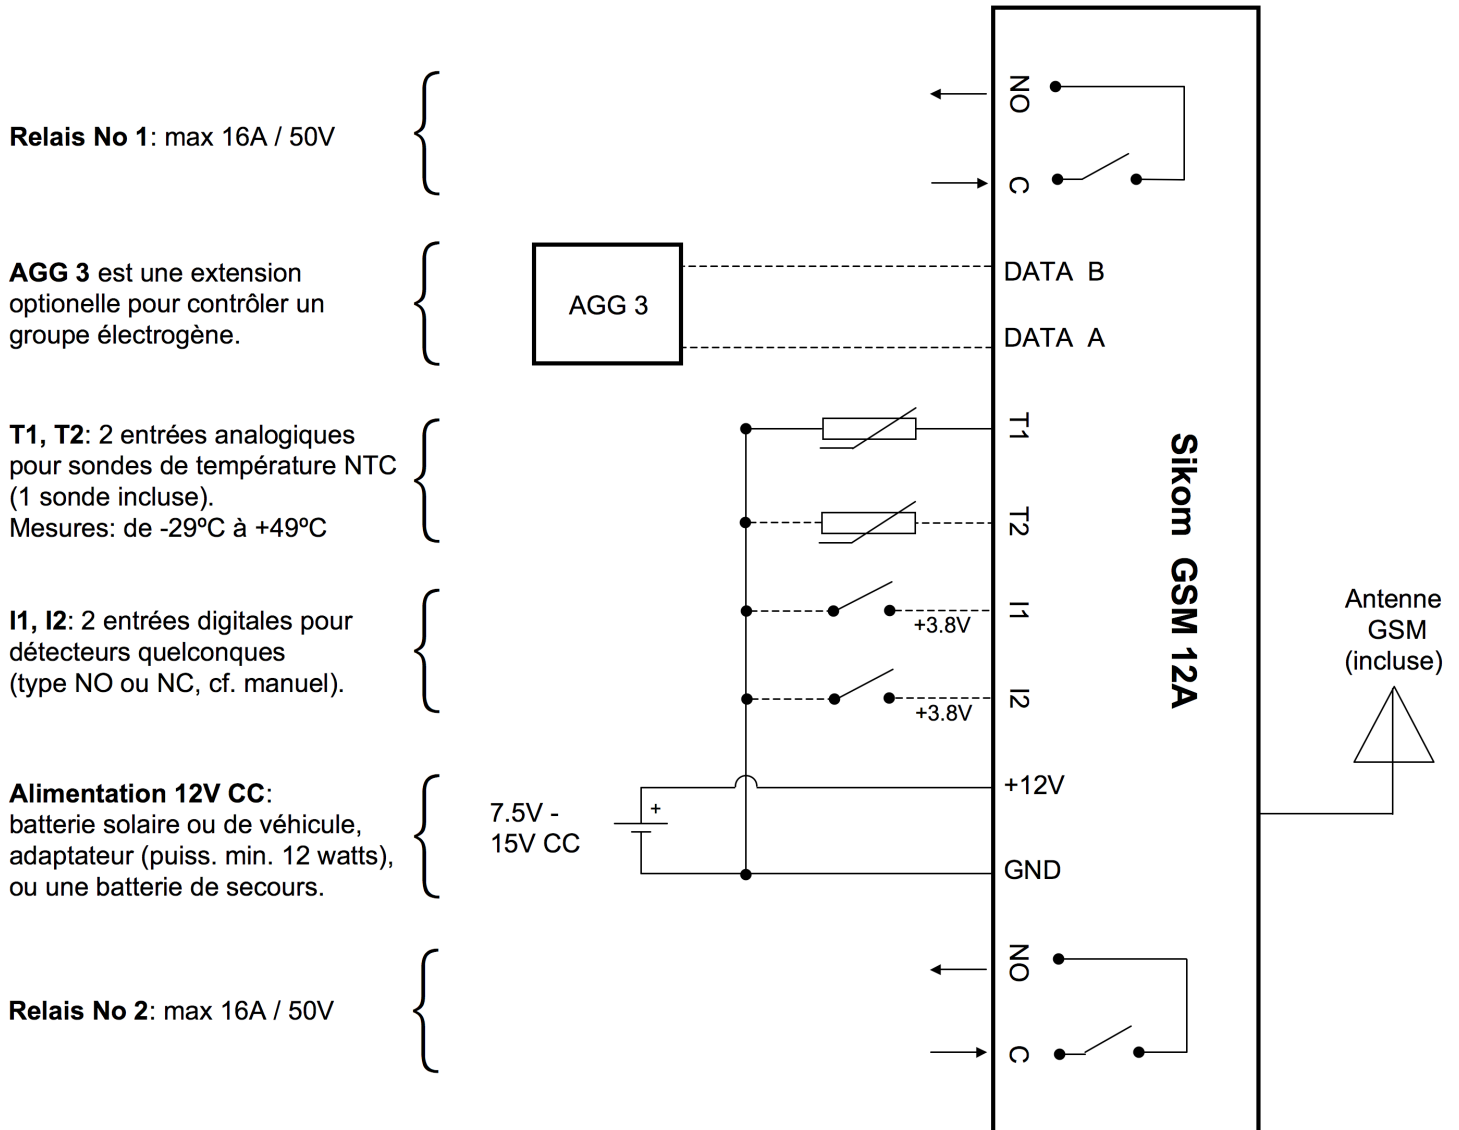 Relais No 1: max 16A / 50V
NO
C
AGG 3 est une extension
optionelle pour contrôler un
groupe électrogène.
AGG 3
DATA B
DATA A
T1, T2: 2 entrées analogiques
pour sondes de température NTC
(1 sonde incluse).
Mesures: de -29ºC à +49ºC
T1
T2
Sikom GSM 12A
I1, I2: 2 entrées digitales pour
détecteurs quelconques
(type NO ou NC, cf. manuel).
+3.8V
I1
+3.8V
I2
Antenne
GSM
(incluse)
Alimentation 12V CC:
batterie solaire ou de véhicule,
adaptateur (puiss. min. 12 watts),
ou une batterie de secours.
7.5V -
15V CC
+
+12V
GND
Relais No 2: max 16A / 50V
NO
C